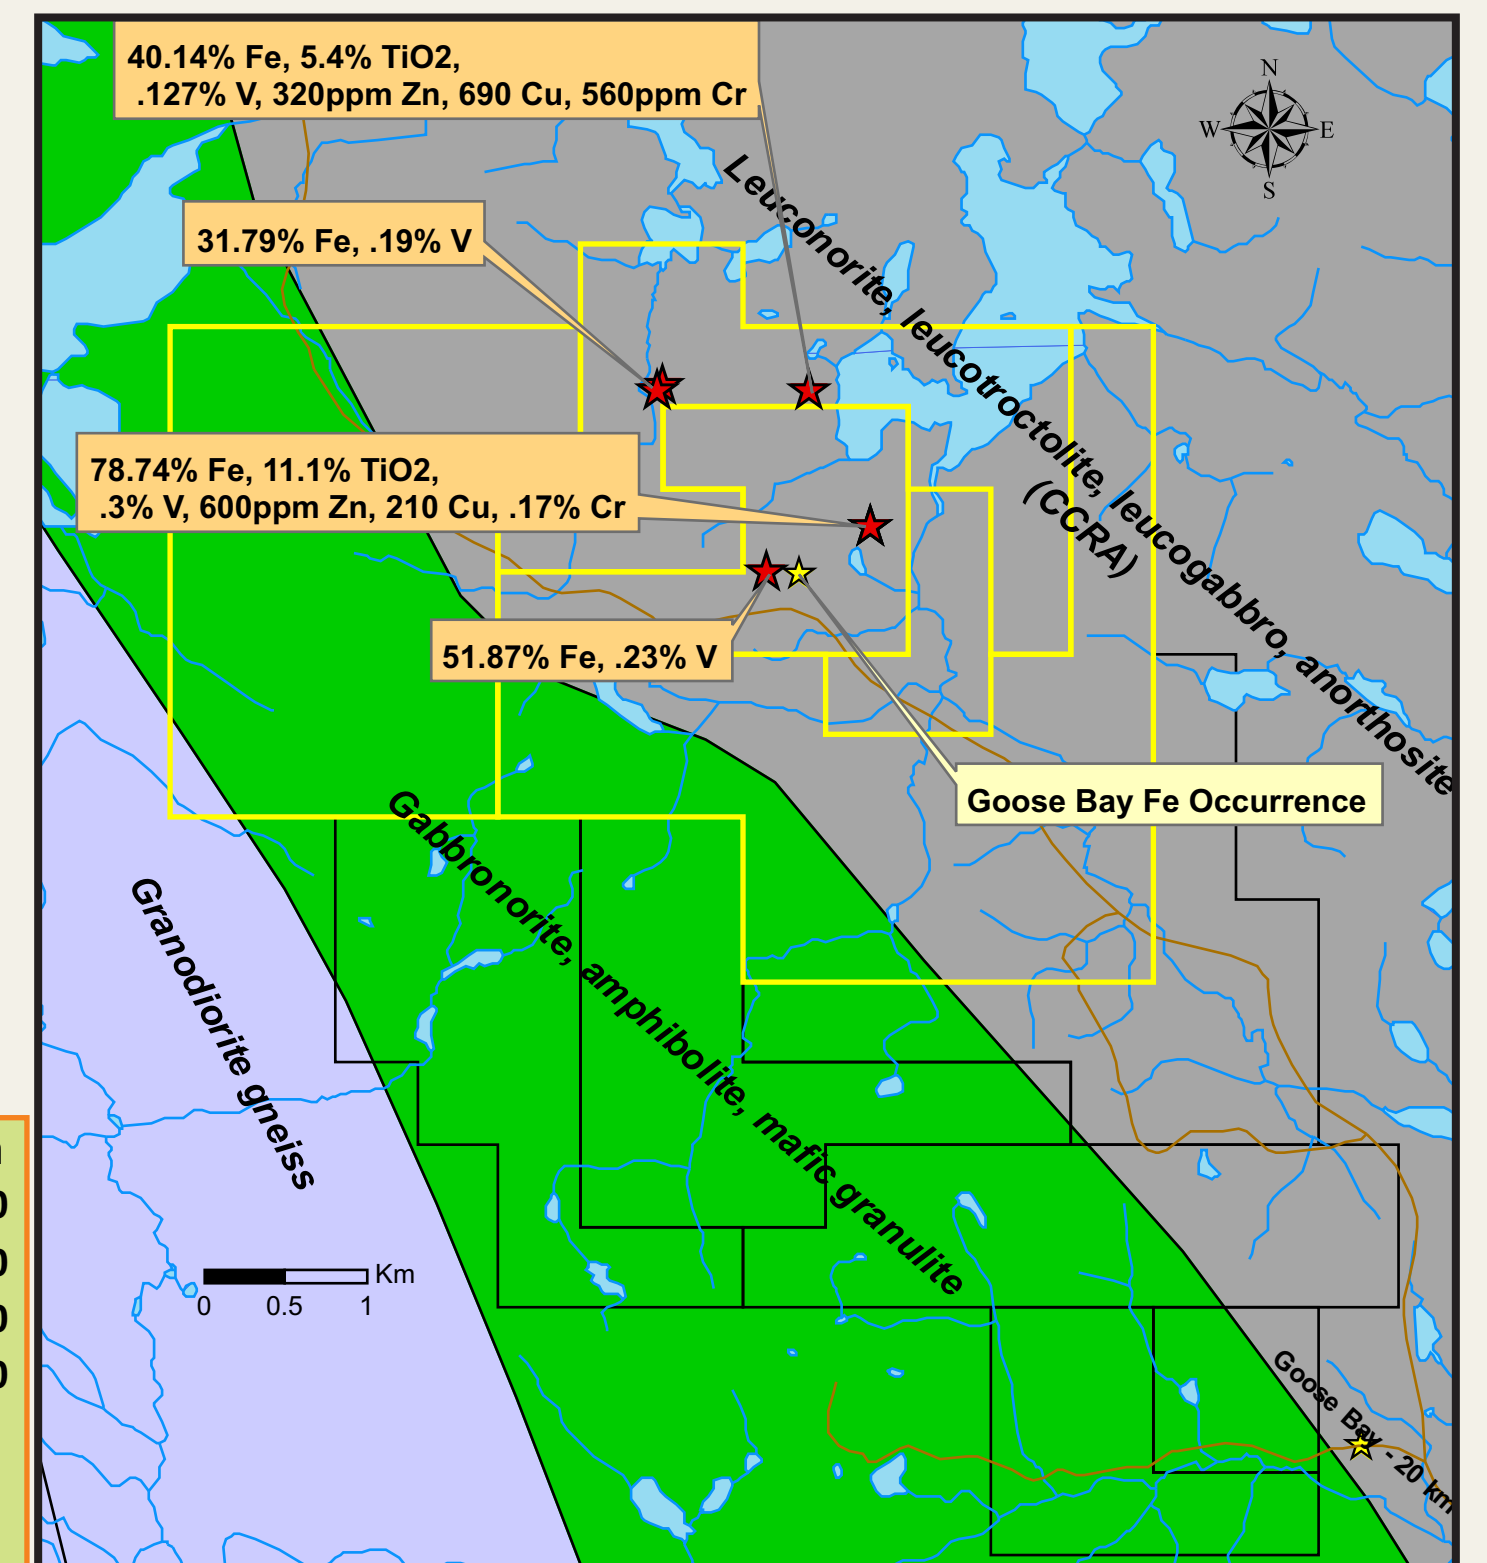 40.14% Fe, 5.4% TiO2,
.127% V, 320ppm Zn, 690 Cu, 560ppm Cr
N
W
E
S
31.79% Fe, .19% V
Leuconorite, leucotroctolite, leucogabbro, anorthosite
(CCRA)
78.74% Fe, 11.1% TiO2,
.3% V, 600ppm Zn, 210 Cu, .17% Cr
51.87% Fe, .23% V
Goose Bay Fe Occurrence
Gabbronorite, amphibolite, mafic granulite
Granodiorite gneiss
Km
0 0.5 1
Goose Bay - 20 km